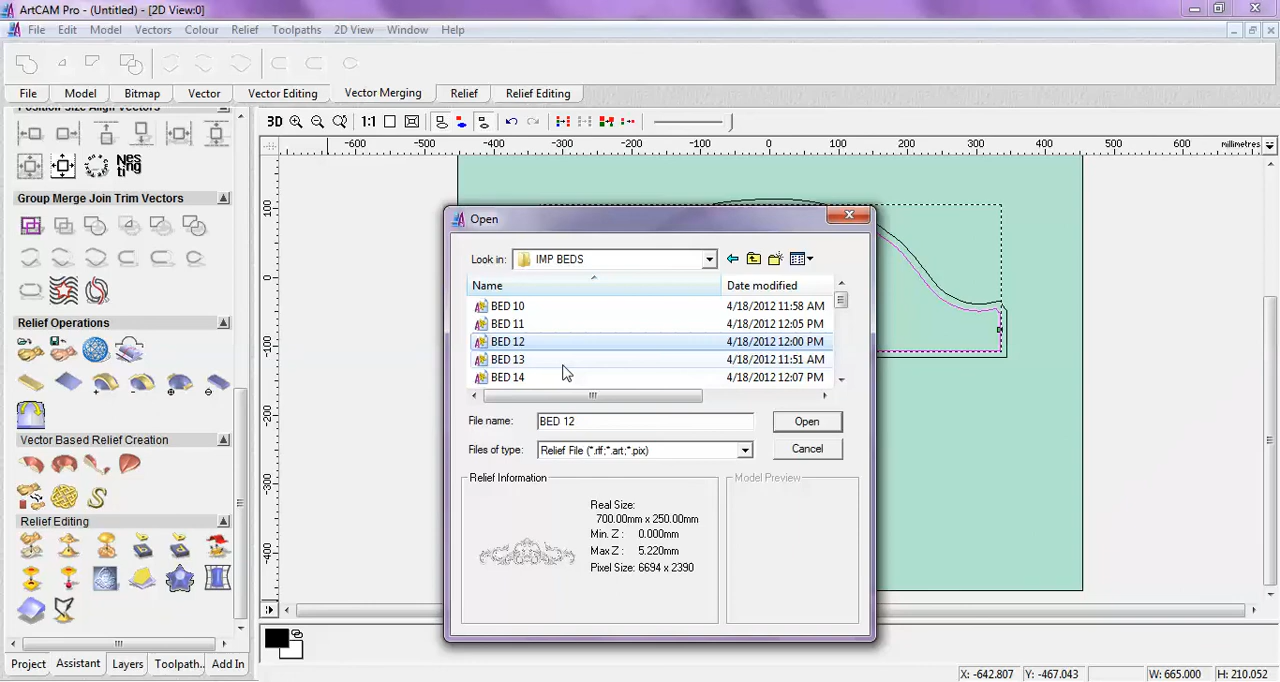 ArtCAM Pro - (Untitled) - [2D View:0]
File Edit Model Vectors Colour Relief Toolpaths 2D View Window Help
File Model Bitmap Vector Vector Editing Vector Merging Relief Relief Editing
Position Size Align Vectors
3D 1:1
-600 -500 -400 -300 -200 -100 0 100 200 300 400 500 600 millimetres
NES
ting
Group Merge Join Trim Vectors
Relief Operations
Vector Based Relief Creation
Relief Editing
100
0
-100
-200
-300
-400
Open
Look in: IMP BEDS
Name Date modified
BED 10 4/18/2012 11:58 AM
BED 11 4/18/2012 12:05 PM
BED 12 4/18/2012 12:00 PM
BED 13 4/18/2012 11:51 AM
BED 14 4/18/2012 12:07 PM
File name: BED 12 Open
Files of type: Relief File (*.rlf;*.art;*.pix) Cancel
Relief Information Model Preview
Real Size:
700.00mm x 250.00mm
Min. Z : 0.000mm
Max Z : 5.220mm
Pixel Size: 6694 x 2390
Project Assistant Layers Toolpath.. Add In
X: -642.807 Y: -467.043 W: 665.000 H: 210.052